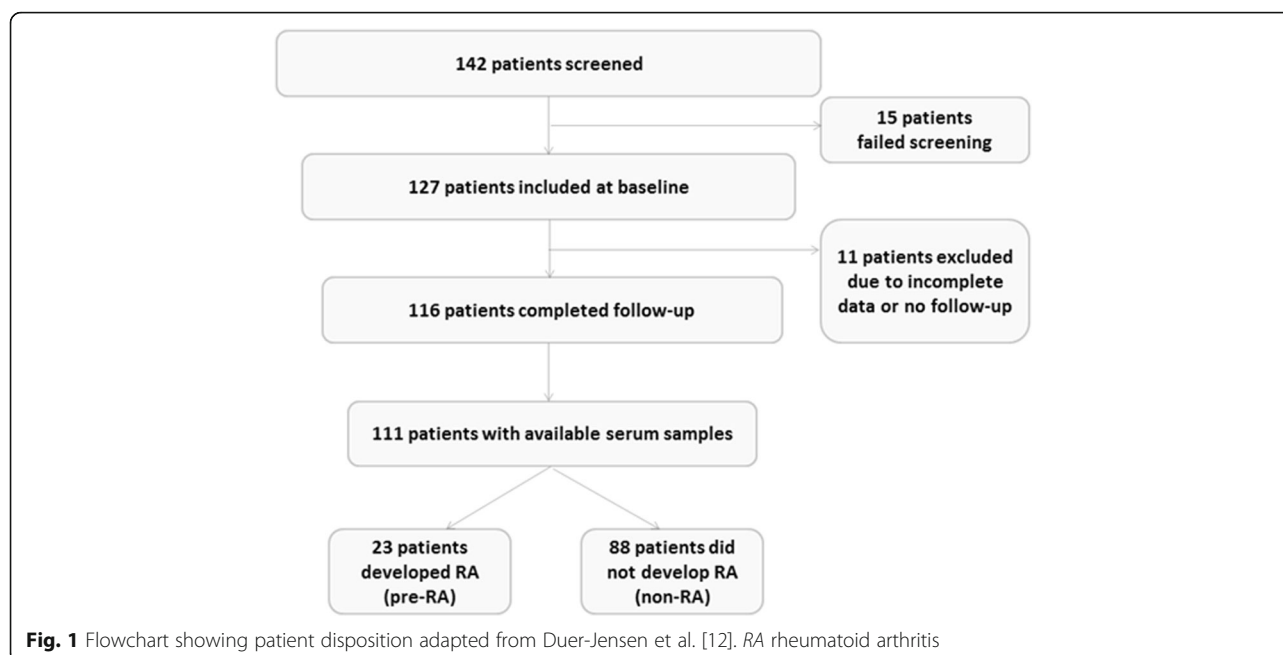 142 patients screened
15 patients
failed screening
127 patients included at baseline
11 patients excluded
due to incomplete
data or no follow-up
116 patients completed follow-up
111 patients with available serum samples
23 patients
developed RA
(pre-RA)
88 patients did
not develop RA
(non-RA)
Fig. 1 Flowchart showing patient disposition adapted from Duer-Jensen et al. [12]. RA rheumatoid arthritis